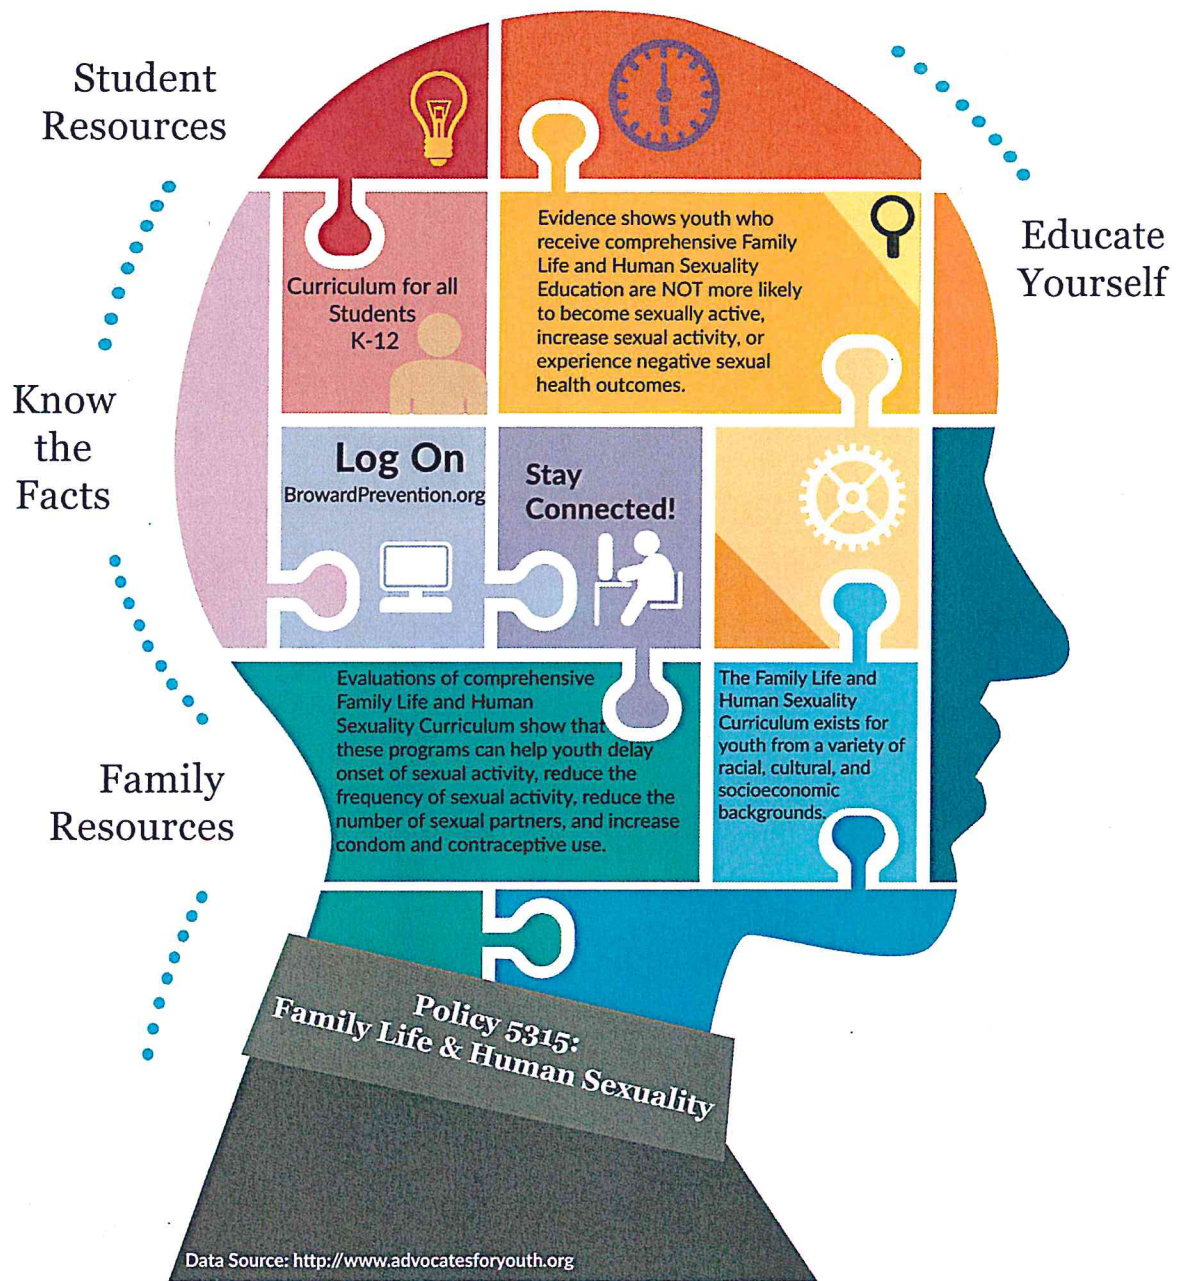 Student
Resources
Educate
Yourself
Know
the
Facts
Family
Resources
Curriculum for all
Students
K-12
Evidence shows youth who
receive comprehensive Family
Life and Human Sexuality
Education are NOT more likely
to become sexually active,
increase sexual activity, or
experience negative sexual
health outcomes.
Log On
BrowardPrevention.org
Stay
Connected!
Evaluations of comprehensive
Family Life and Human
Sexuality Curriculum show that
these programs can help youth delay
onset of sexual activity, reduce the
frequency of sexual activity, reduce the
number of sexual partners, and increase
condom and contraceptive use.
The Family Life and
Human Sexuality
Curriculum exists for
youth from a variety of
racial, cultural, and
socioeconomic
backgrounds.
Policy 5315:
Family Life & Human Sexuality
Data Source: http://www.advocatesforyouth.org